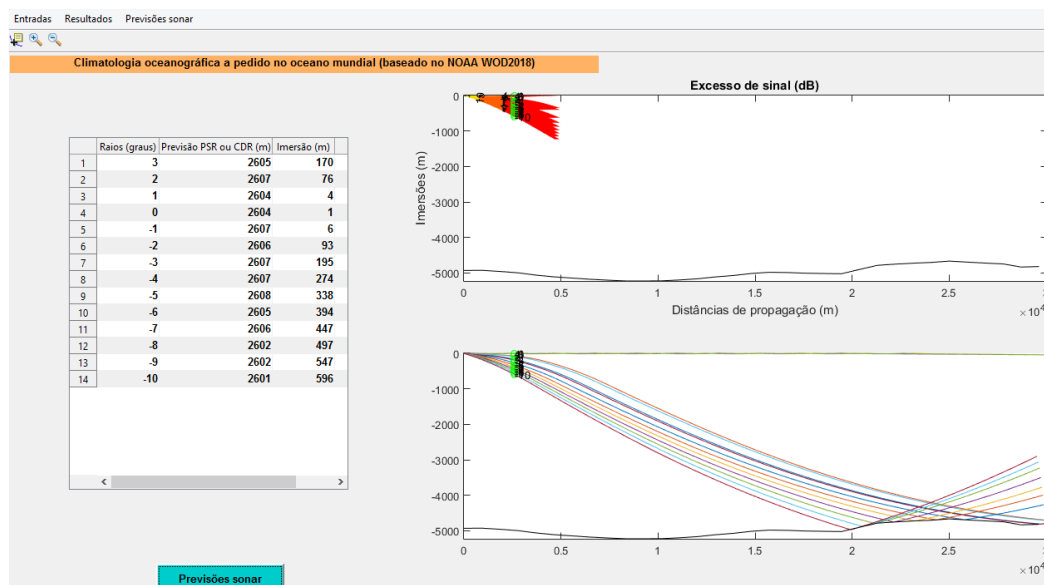 Entradas Resultados Previsões sonar
Climatologia oceanográfica a pedido no oceano mundial (baseado no NOAA WOD2018)
Raios (graus) Previsão PSR ou CDR (m) Imersão (m)
1 3 2605 170
2 2 2607 76
3 1 2604 4
4 0 2604 1
5 -1 2607 6
6 -2 2606 93
7 -3 2607 195
8 -4 2607 274
9 -5 2608 338
10 -6 2605 394
11 -7 2606 447
12 -8 2602 497
13 -9 2602 547
14 -10 2601 596
Previsões sonar
Excesso de sinal (dB)
Imersões (m)
0
-1000
-2000
-3000
-4000
-5000
0 0.5 1 1.5 2 2.5
Distâncias de propagação (m)
× 10
0
-1000
-2000
-3000
-4000
-5000
0 0.5 1 1.5 2 2.5
× 10